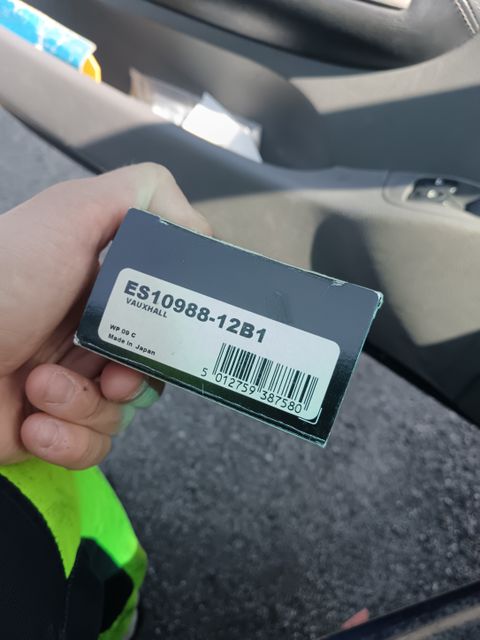 ES10988-12B1
VAUXHALL
WP 09 C
Made in Japan
5 012759 387580